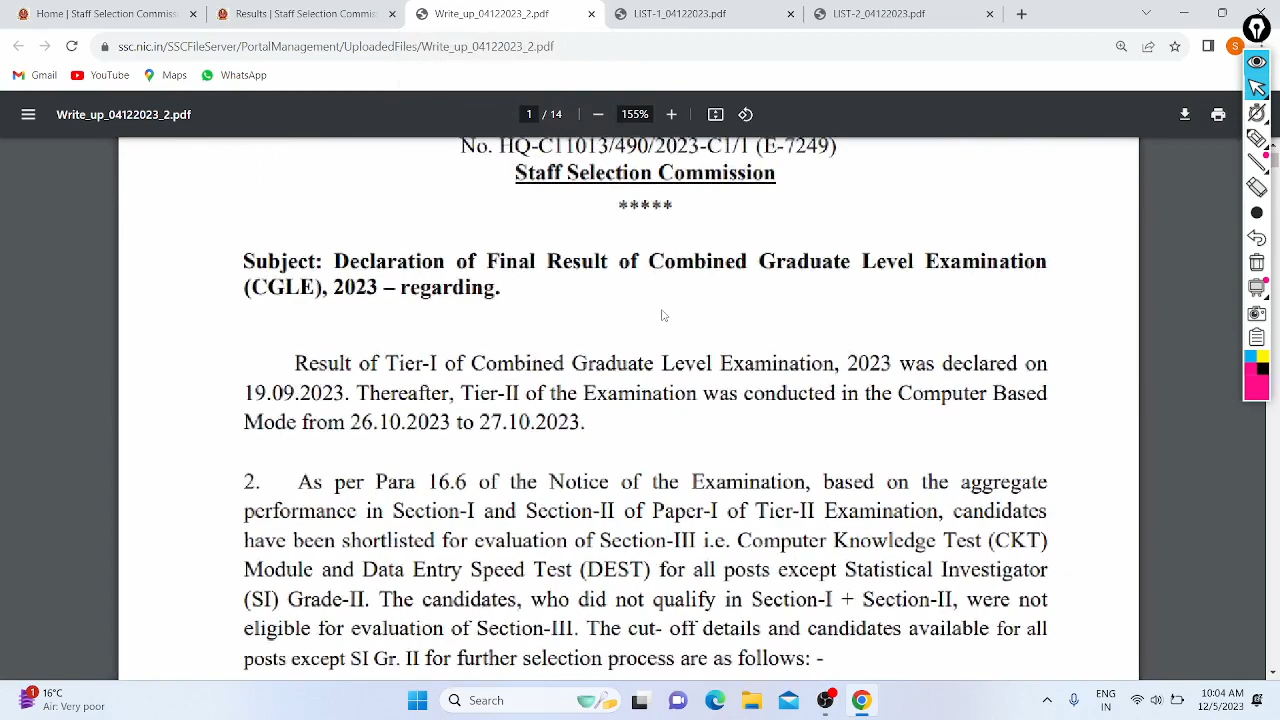 Home | Staff Selection Commissi
Results | Staff Selection Commis
Write_up_04122023_2.pdf
LIST-1_04122023.pdf
LIST-2_04122023.pdf
ssc.nic.in/SSCFileServer/PortalManagement/UploadedFiles/Write_up_04122023_2.pdf
S
Gmail
YouTube
Maps
WhatsApp
Write_up_04122023_2.pdf
1 / 14
155%
No. HQ-C11013/490/2023-C1/1 (E-7249)
Staff Selection Commission
*****
Subject: Declaration of Final Result of Combined Graduate Level Examination
(CGLE), 2023 – regarding.
Result of Tier-I of Combined Graduate Level Examination, 2023 was declared on
19.09.2023. Thereafter, Tier-II of the Examination was conducted in the Computer Based
Mode from 26.10.2023 to 27.10.2023.
2. As per Para 16.6 of the Notice of the Examination, based on the aggregate
performance in Section-I and Section-II of Paper-I of Tier-II Examination, candidates
have been shortlisted for evaluation of Section-III i.e. Computer Knowledge Test (CKT)
Module and Data Entry Speed Test (DEST) for all posts except Statistical Investigator
(SI) Grade-II. The candidates, who did not qualify in Section-I + Section-II, were not
eligible for evaluation of Section-III. The cut- off details and candidates available for all
posts except SI Gr. II for further selection process are as follows: -
1
16°C
Arc: Very poor
Search
ENG
IN
10:04 AM
12/5/2023